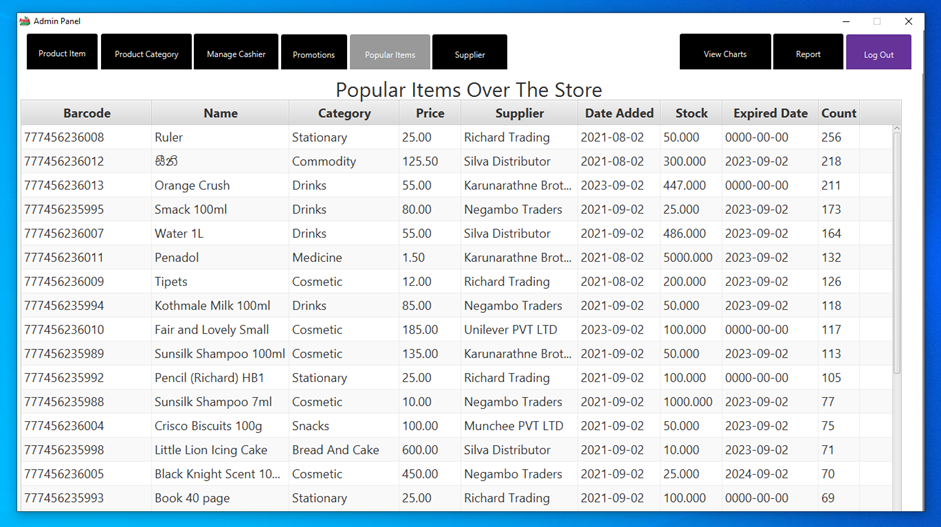 Admin Panel
Product Item Product Category Manage Cashier Promotions Popular Items Supplier View Charts Report Log Out
Popular Items Over The Store
Barcode Name Category Price Supplier Date Added Stock Expired Date Count
777456236008 Ruler Stationary 25.00 Richard Trading 2021-08-02 50.000 0000-00-00 256
777456236012 Commodity 125.50 Silva Distributor 2021-08-02 300.000 2023-09-02 218
777456236013 Orange Crush Drinks 55.00 Karunarathne Brot... 2023-09-02 447.000 0000-00-00 211
777456235995 Smack 100ml Drinks 80.00 Negambo Traders 2021-09-02 25.000 2023-09-02 173
777456236007 Water 1L Drinks 55.00 Silva Distributor 2021-09-02 486.000 2023-09-02 164
777456236011 Penadol Medicine 1.50 Karunarathne Brot... 2021-08-02 5000.000 2023-09-02 132
777456236009 Tipets Cosmetic 12.00 Richard Trading 2021-08-02 200.000 2023-09-02 126
777456235994 Kothmale Milk 100ml Drinks 85.00 Negambo Traders 2021-09-02 50.000 2023-09-02 118
777456236010 Fair and Lovely Small Cosmetic 185.00 Unilever PVT LTD 2023-09-02 100.000 0000-00-00 117
777456235989 Sunsilk Shampoo 100ml Cosmetic 135.00 Karunarathne Brot... 2021-09-02 50.000 2023-09-02 113
777456235992 Pencil (Richard) HB1 Stationary 25.00 Richard Trading 2021-09-02 100.000 0000-00-00 105
777456235988 Sunsilk Shampoo 7ml Cosmetic 10.00 Negambo Traders 2021-09-02 1000.000 2023-09-02 77
777456236004 Crisco Biscuits 100g Snacks 100.00 Munchee PVT LTD 2021-09-02 50.000 2023-09-02 75
777456235998 Little Lion Icing Cake Bread And Cake 600.00 Silva Distributor 2021-09-02 10.000 2023-09-02 71
777456236005 Black Knight Scent 10... Cosmetic 450.00 Negambo Traders 2021-09-02 25.000 2024-09-02 70
777456235993 Book 40 page Stationary 25.00 Richard Trading 2021-09-02 100.000 0000-00-00 69